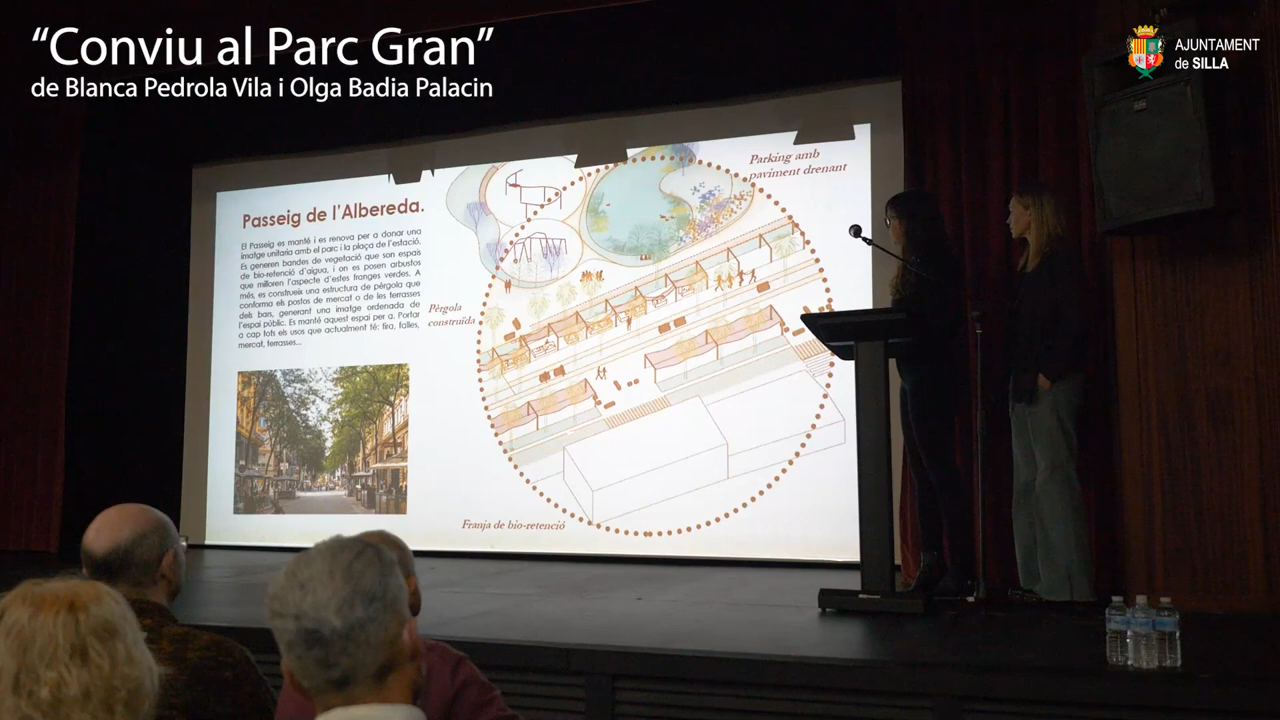 “Conviu al Parc Gran”
de Blanca Pedrola Vila i Olga Badia Palacin
AJUNTAMENT
de SILLA
Passeig de l’Albereda.
El Passeig es manté i es renova per a donar una
imatge unitaria amb el parc i la plaça de l’estació.
Es generen bandes de vegetació que son espais
de bio-retenció d’aigua, i on es posen arbustos
que milloren l’aspecte d’estes franges verdes. A
més, es construeix una estructura de pèrgola que
conforma els postos de mercat o de les terrasses
dels bars, generant una imatge ordenada de
l’espai públic. Es manté aquest espai per a. Portar
a cap tots els usos que actualment té: fira, falles,
mercat, terrasses...
Parking amb
paviment drenant
Pèrgola
construïda
Franja de bio-retenció